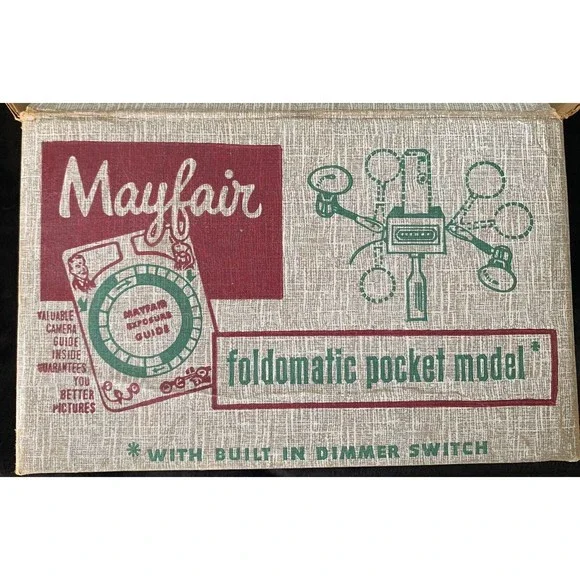 Mayfair
MAYFAIR
EXPOSURE
GUIDE
VALUABLE
CAMERA
GUIDE
INSIDE
GUARANTEES
YOU
BETTER
PICTURES
foldomatic pocket model*
*WITH BUILT IN DIMMER SWITCH